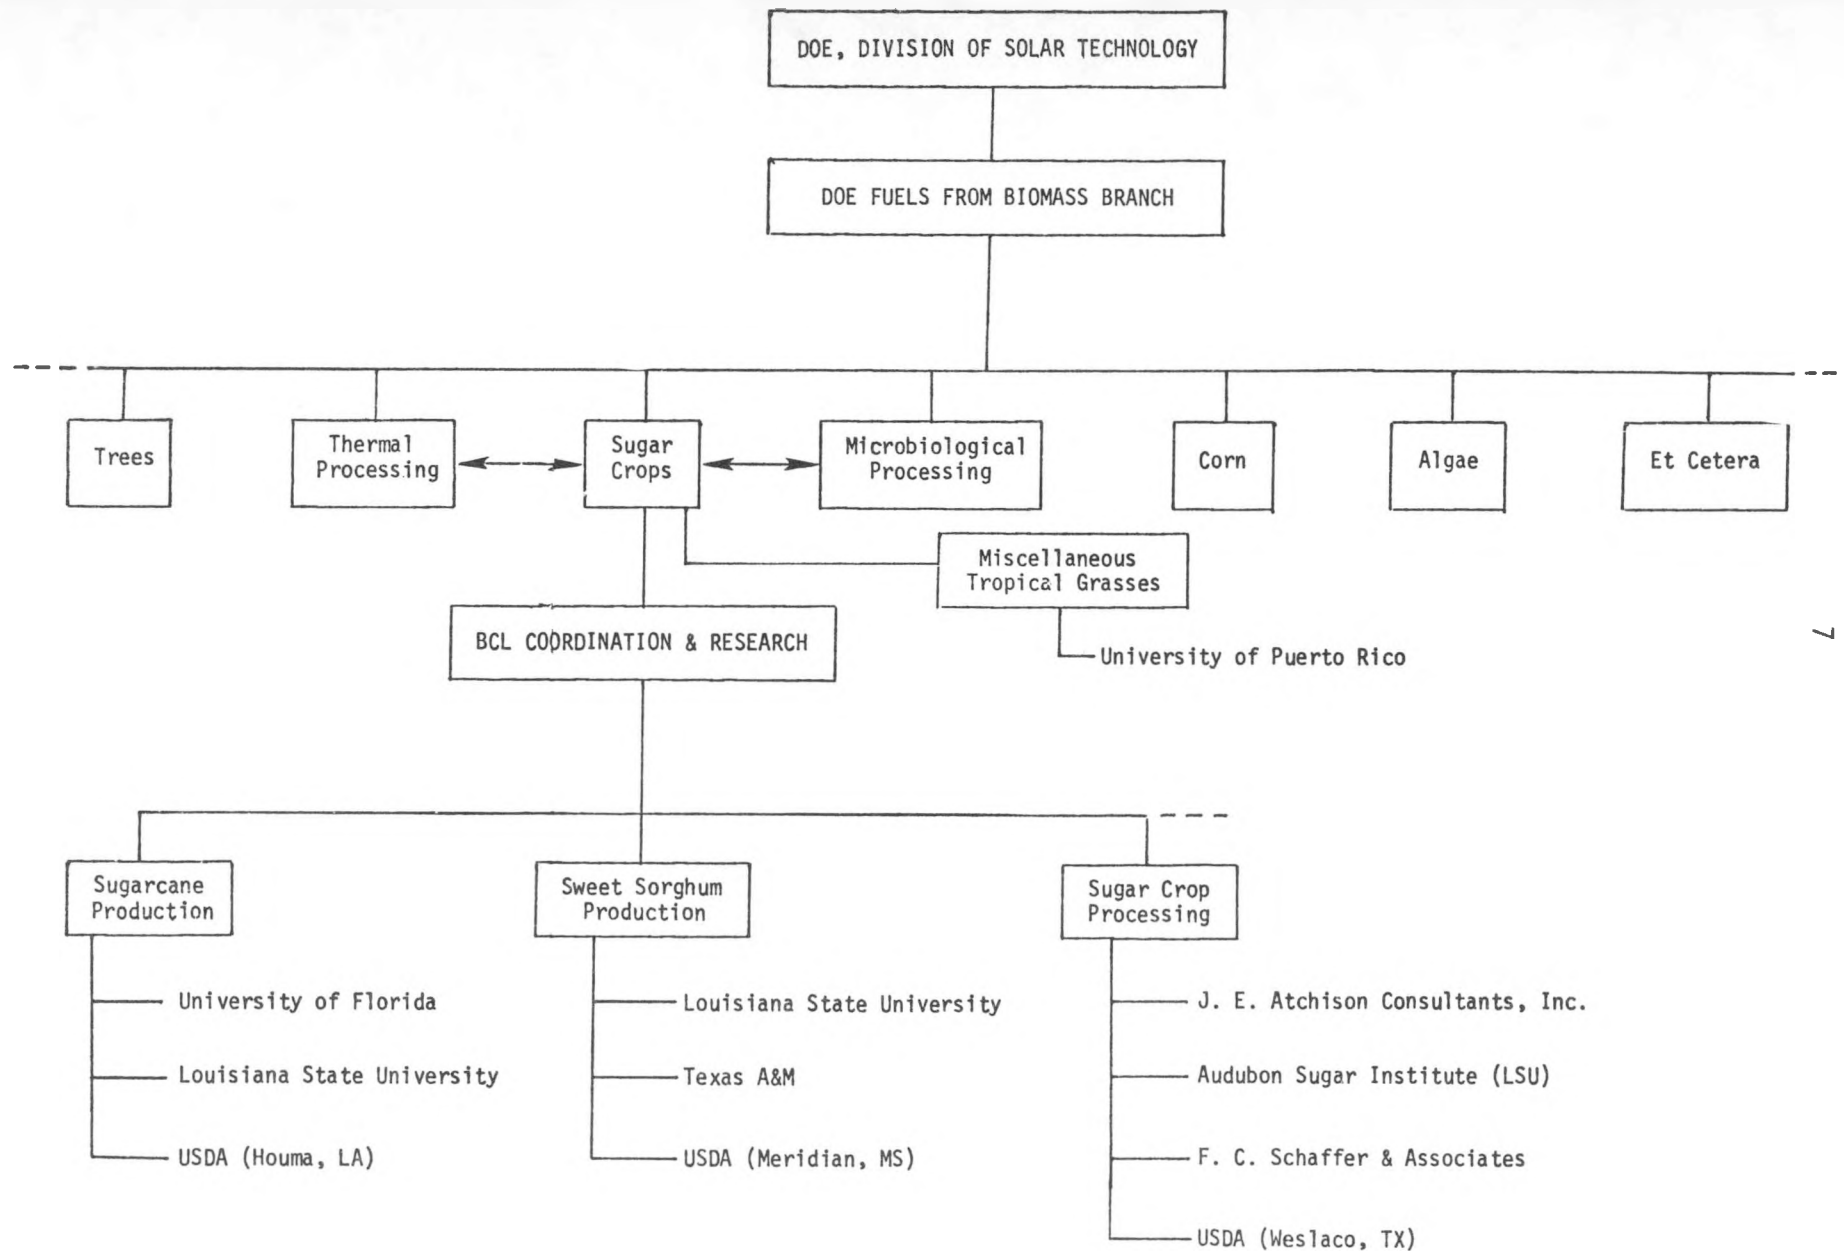 DOE, DIVISION OF SOLAR TECHNOLOGY
DOE FUELS FROM BIOMASS BRANCH
Trees
Thermal
Processing
Sugar
Crops
Microbiological
Processing
Corn
Algae
Et Cetera
Miscellaneous
Tropical Grasses
University of Puerto Rico
BCL COORDINATION & RESEARCH
7
Sugarcane
Production
University of Florida
Louisiana State University
USDA (Houma, LA)
Sweet Sorghum
Production
Louisiana State University
Texas A&M
USDA (Meridian, MS)
Sugar Crop
Processing
J. E. Atchison Consultants, Inc.
Audubon Sugar Institute (LSU)
F. C. Schaffer & Associates
USDA (Weslaco, TX)